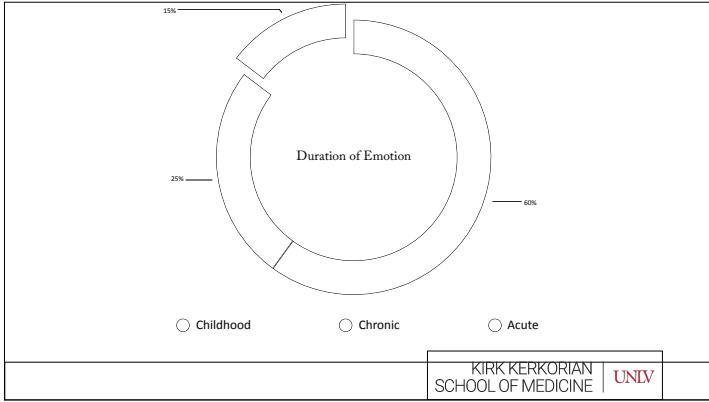 15%
Duration of Emotion
25%
60%
Childhood
Chronic
Acute
KIRK KERKORIAN
SCHOOL OF MEDICINE
UNLV